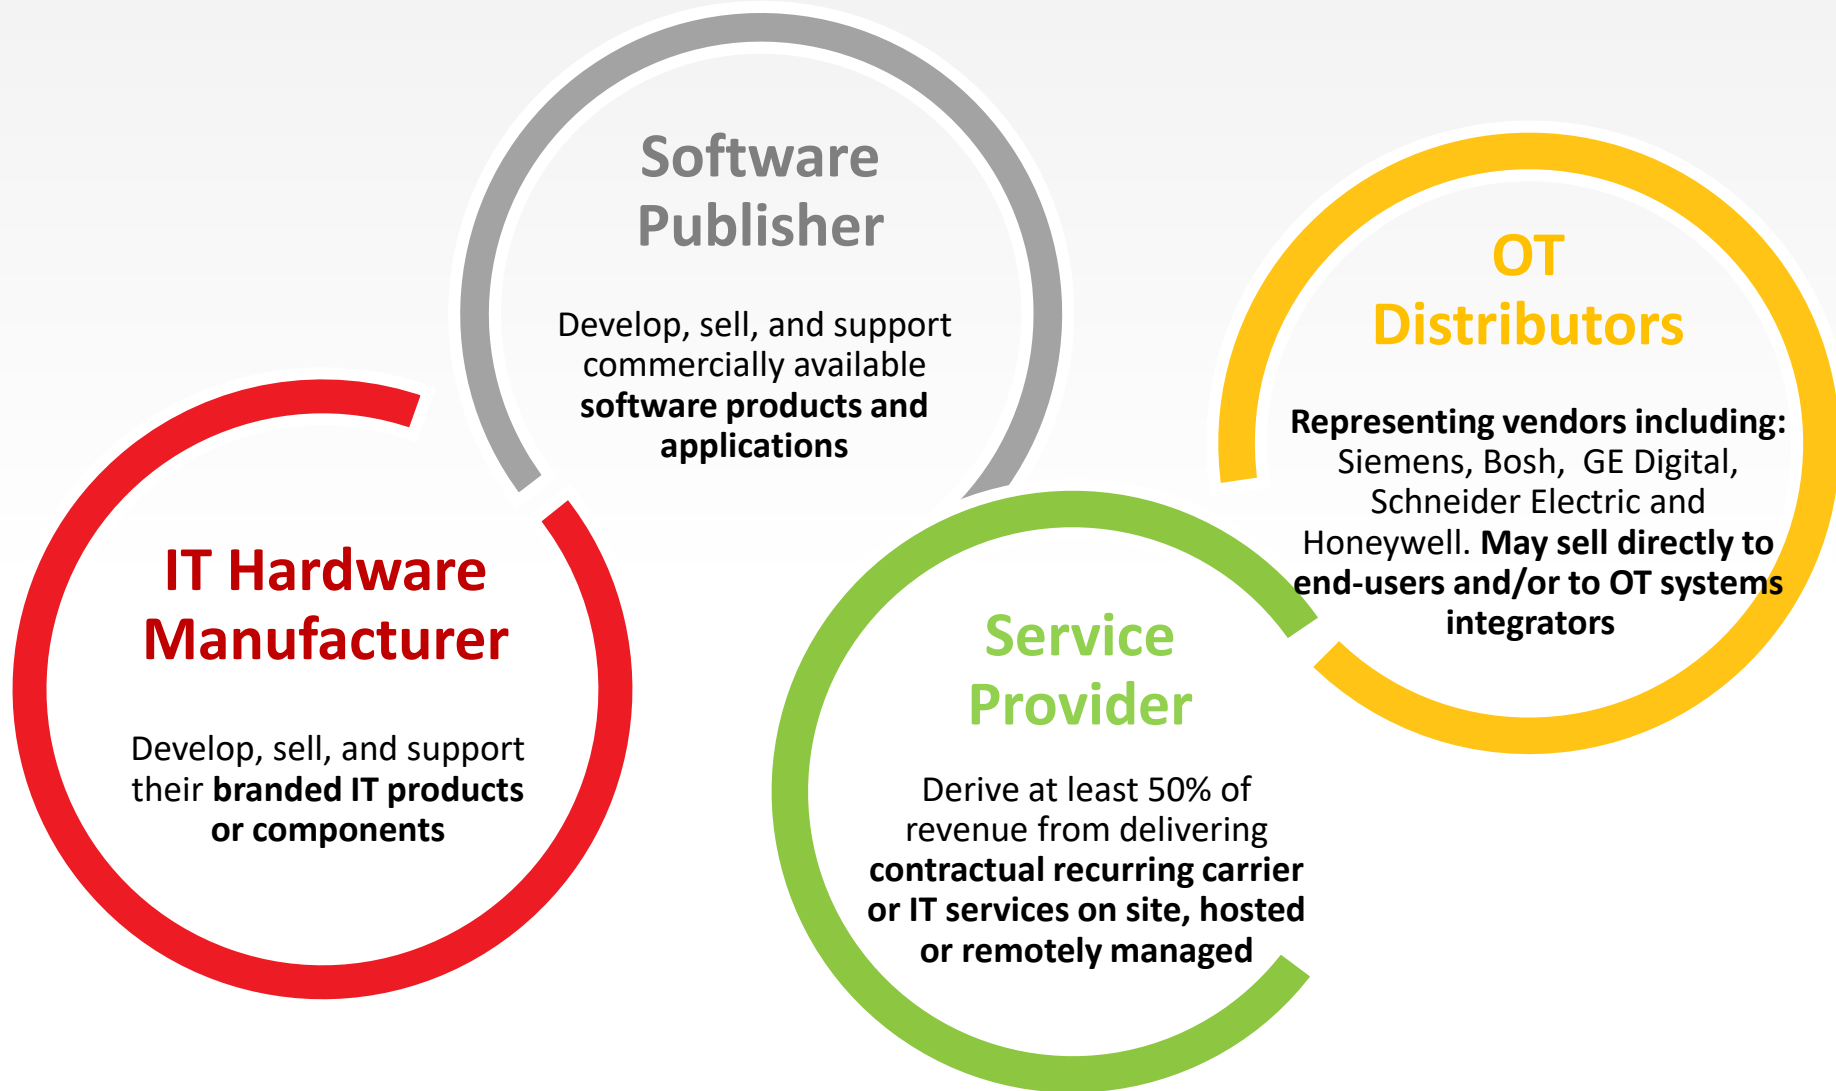 Software
Publisher
Develop, sell, and support
commercially available
software products and
applications
OT
Distributors
Representing vendors including:
Siemens, Bosh,  GE Digital,
Schneider Electric and
Honeywell. May sell directly to
end-users and/or to OT systems
integrators
IT Hardware
Manufacturer
Develop, sell, and support
their branded IT products
or components
Service
Provider
Derive at least 50% of
revenue from delivering
contractual recurring carrier
or IT services on site, hosted
or remotely managed